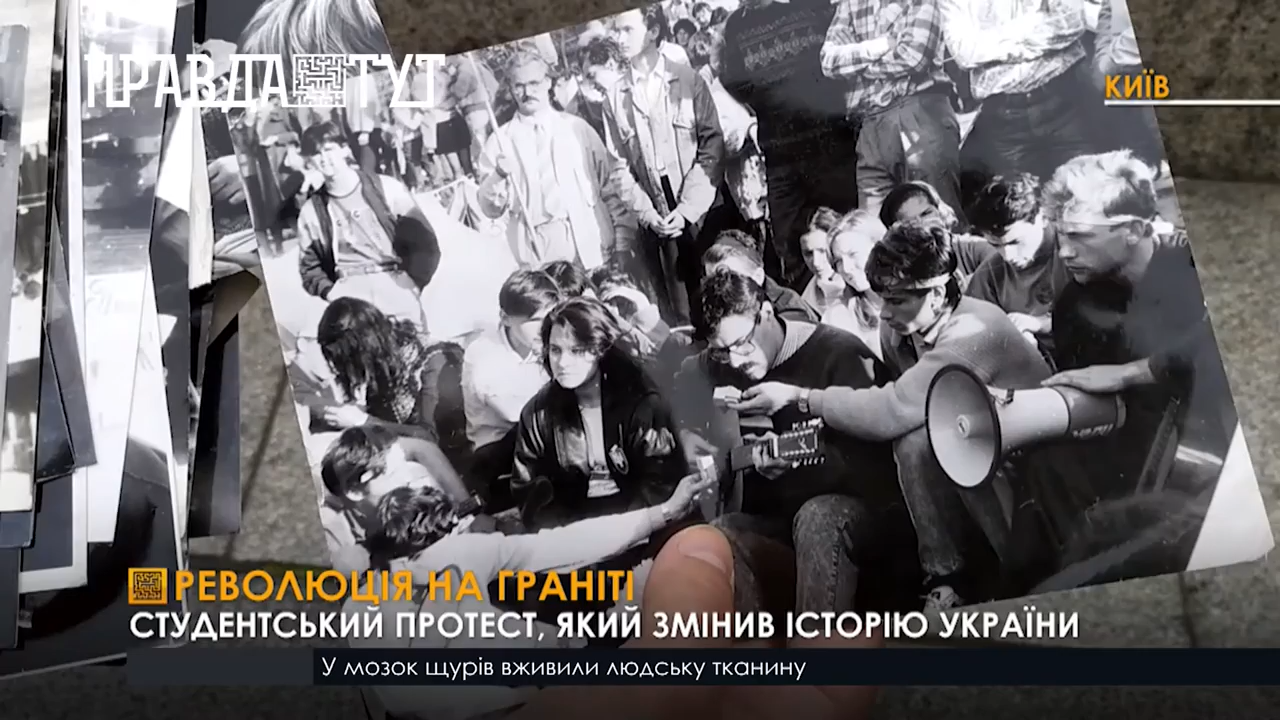 ПРАВДА ТУТ
КИЇВ
РЕВОЛЮЦІЯ НА ГРАНІТІ
СТУДЕНТСЬКИЙ ПРОТЕСТ, ЯКИЙ ЗМІНИВ ІСТОРІЮ УКРАЇНИ
У мозок щурів вживили людську тканину